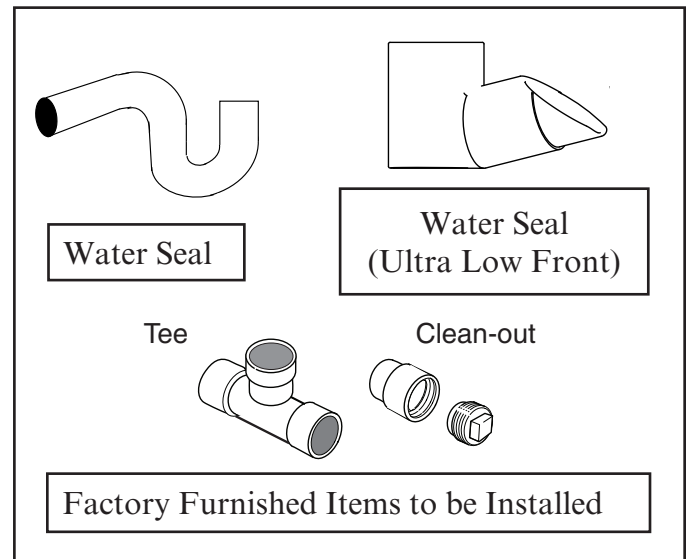 Water Seal
Water Seal
(Ultra Low Front)
Tee
Clean-out
Factory Furnished Items to be Installed